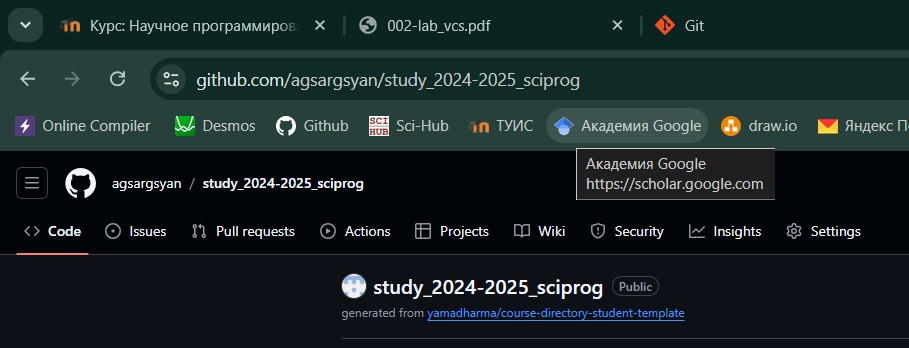 Курс: Научное программирова
002-lab_vcs.pdf
Git
github.com/agsargsyan/study_2024-2025_sciprog
Online Compiler
Desmos
Github
SCI HUB
Sci-Hub
ТУИС
Академия Google
draw.io
Яндекс П
Академия Google
https://scholar.google.com
agsargsyan / study_2024-2025_sciprog
Code
Issues
Pull requests
Actions
Projects
Wiki
Security
Insights
Settings
study_2024-2025_sciprog
Public
generated from yamadharma/course-directory-student-template